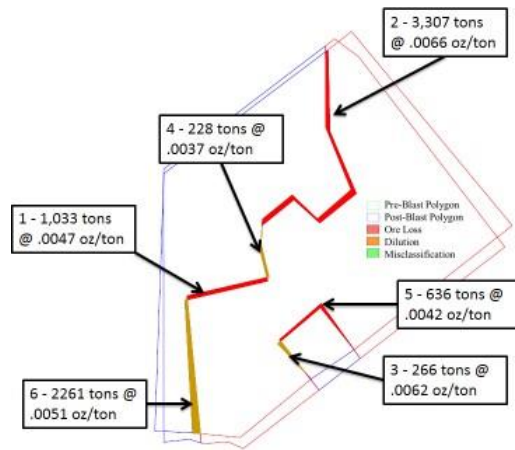 2 - 3,307 tons
@ .0066 oz/ton
4 - 228 tons @
.0037 oz/ton
1 - 1,033 tons
@ .0047 oz/ton
Pre-Blast Polygon
Post-Blast Polygon
Ore Loss
Dilution
Misclassification
5 - 636 tons @
.0042 oz/ton
3 - 266 tons @
.0062 oz/ton
6 - 2261 tons @
.0051 oz/ton